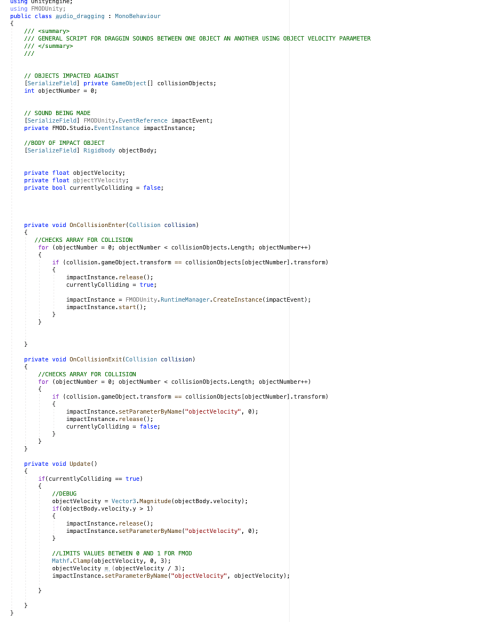 using UnityEngine;
using FMODUnity;
public class audio_dragging : MonoBehaviour
{
/// <summary>
/// GENERAL SCRIPT FOR DRAGGIN SOUNDS BETWEEN ONE OBJECT AN ANOTHER USING OBJECT VELOCITY PARAMETER
/// </summary>
///
// OBJECTS IMPACTED AGAINST
[SerializeField] private GameObject[] collisionObjects;
int objectNumber = 0;
// SOUND BEING MADE
[SerializeField] FMODUnity.EventReference impactEvent;
private FMOD.Studio.EventInstance impactInstance;
//BODY OF IMPACT OBJECT
[SerializeField] Rigidbody objectBody;
private float objectVelocity;
private float objectYVelocity;
private bool currentlyColliding = false;
private void OnCollisionEnter(Collision collision)
{
//CHECKS ARRAY FOR COLLISION
for (objectNumber = 0; objectNumber < collisionObjects.Length; objectNumber++)
{
if (collision.gameObject.transform == collisionObjects[objectNumber].transform)
{
impactInstance.release();
currentlyColliding = true;
impactInstance = FMODUnity.RuntimeManager.CreateInstance(impactEvent);
impactInstance.start();
}
}
}
private void OnCollisionExit(Collision collision)
{
//CHECKS ARRAY FOR COLLISION
for (objectNumber = 0; objectNumber < collisionObjects.Length; objectNumber++)
{
if (collision.gameObject.transform == collisionObjects[objectNumber].transform)
{
impactInstance.setParameterByName("objectVelocity", 0);
impactInstance.release();
currentlyColliding = false;
}
}
}
private void Update()
{
if(currentlyColliding == true)
{
//DEBUG
objectVelocity = Vector3.Magnitude(objectBody.velocity);
if(objectBody.velocity.y > 1)
{
impactInstance.release();
impactInstance.setParameterByName("objectVelocity", 0);
}
//LIMITS VALUES BETWEEN 0 AND 1 FOR FMOD
Mathf.Clamp(objectVelocity, 0, 3);
objectVelocity = (objectVelocity / 3);
impactInstance.setParameterByName("objectVelocity", objectVelocity);
}
}
}